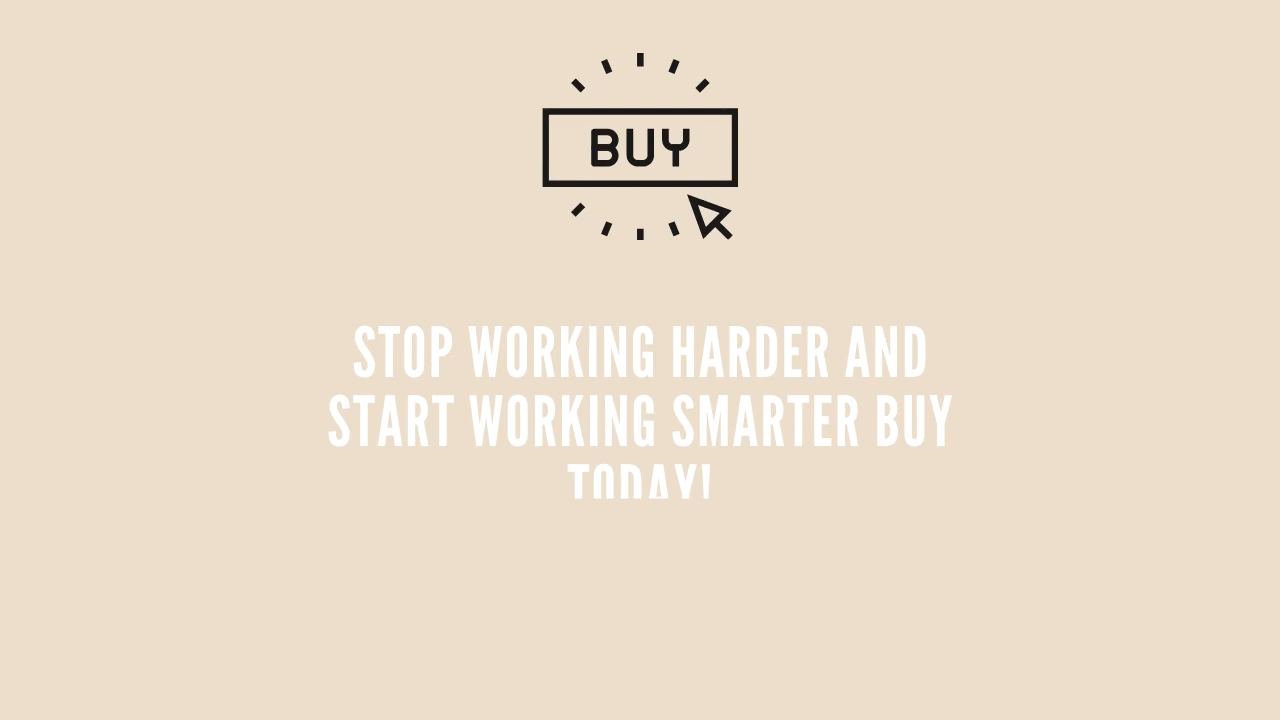 BUY
STOP WORKING HARDER AND
START WORKING SMARTER BUY
TODAY!